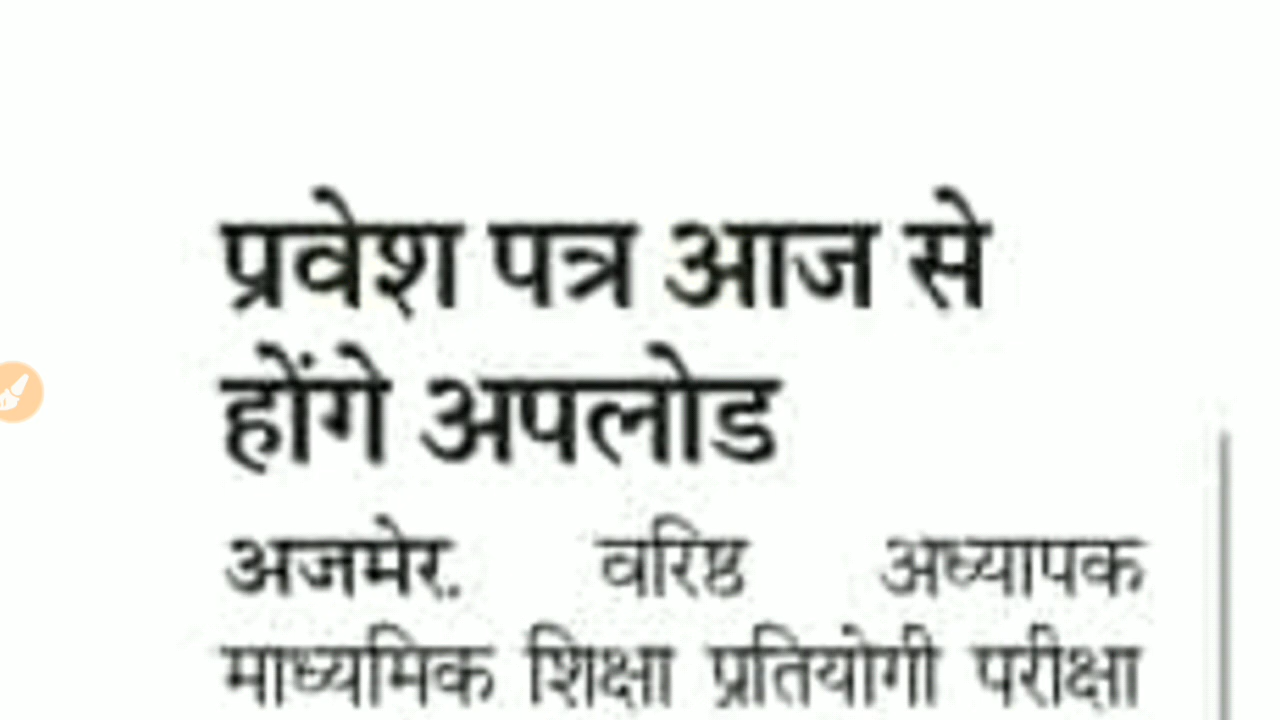 प्रवेश पत्र आज से
होंगे अपलोड
अजमेर. वरिष्ठ अध्यापक
माध्यमिक शिक्षा प्रतियोगी परीक्षा